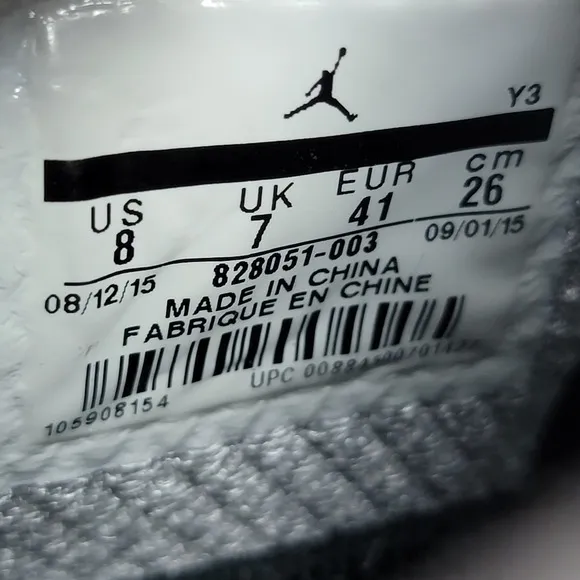 Y3
US UK EUR cm
8 7 41 26
08/12/15 828051-003 09/01/15
MADE IN CHINA
FABRIQUE EN CHINE
UPC
105908154